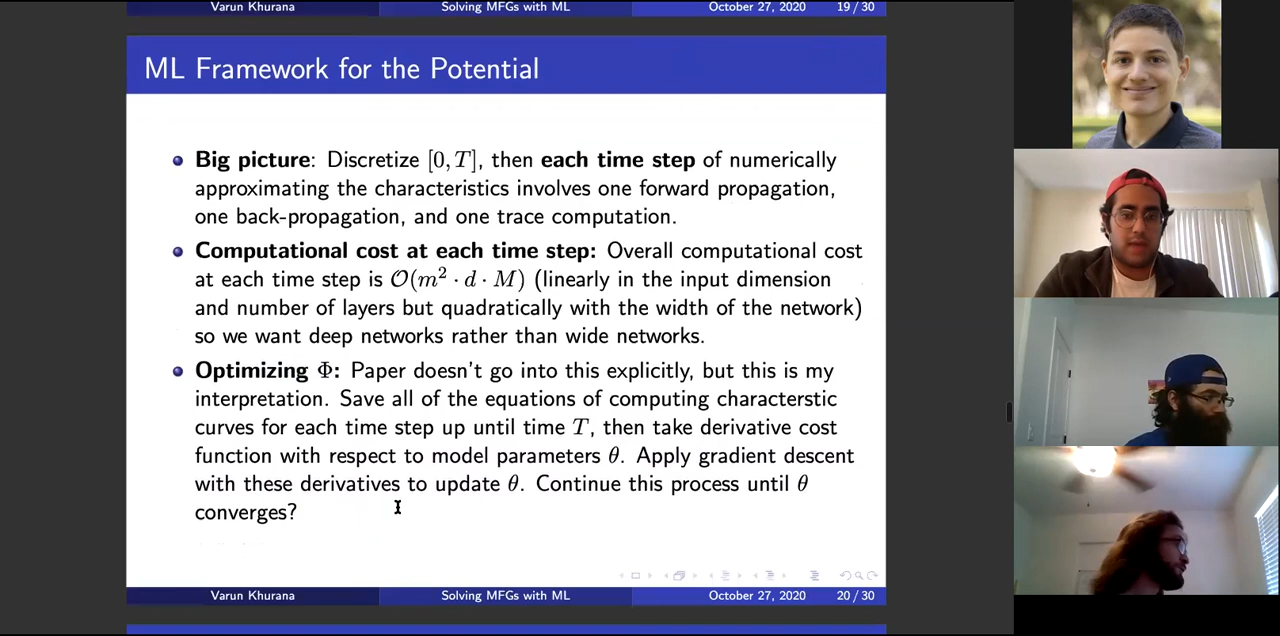 Varun Khurana Solving MFGs with ML October 27, 2020 19 / 30
ML Framework for the Potential
Big picture: Discretize [0, T], then each time step of numerically
approximating the characteristics involves one forward propagation,
one back-propagation, and one trace computation.
Computational cost at each time step: Overall computational cost
at each time step is O(m² · d · M) (linearly in the input dimension
and number of layers but quadratically with the width of the network)
so we want deep networks rather than wide networks.
Optimizing Φ: Paper doesn't go into this explicitly, but this is my
interpretation. Save all of the equations of computing characterstic
curves for each time step up until time T, then take derivative cost
function with respect to model parameters θ. Apply gradient descent
with these derivatives to update θ. Continue this process until θ
converges?
Varun Khurana Solving MFGs with ML October 27, 2020 20 / 30